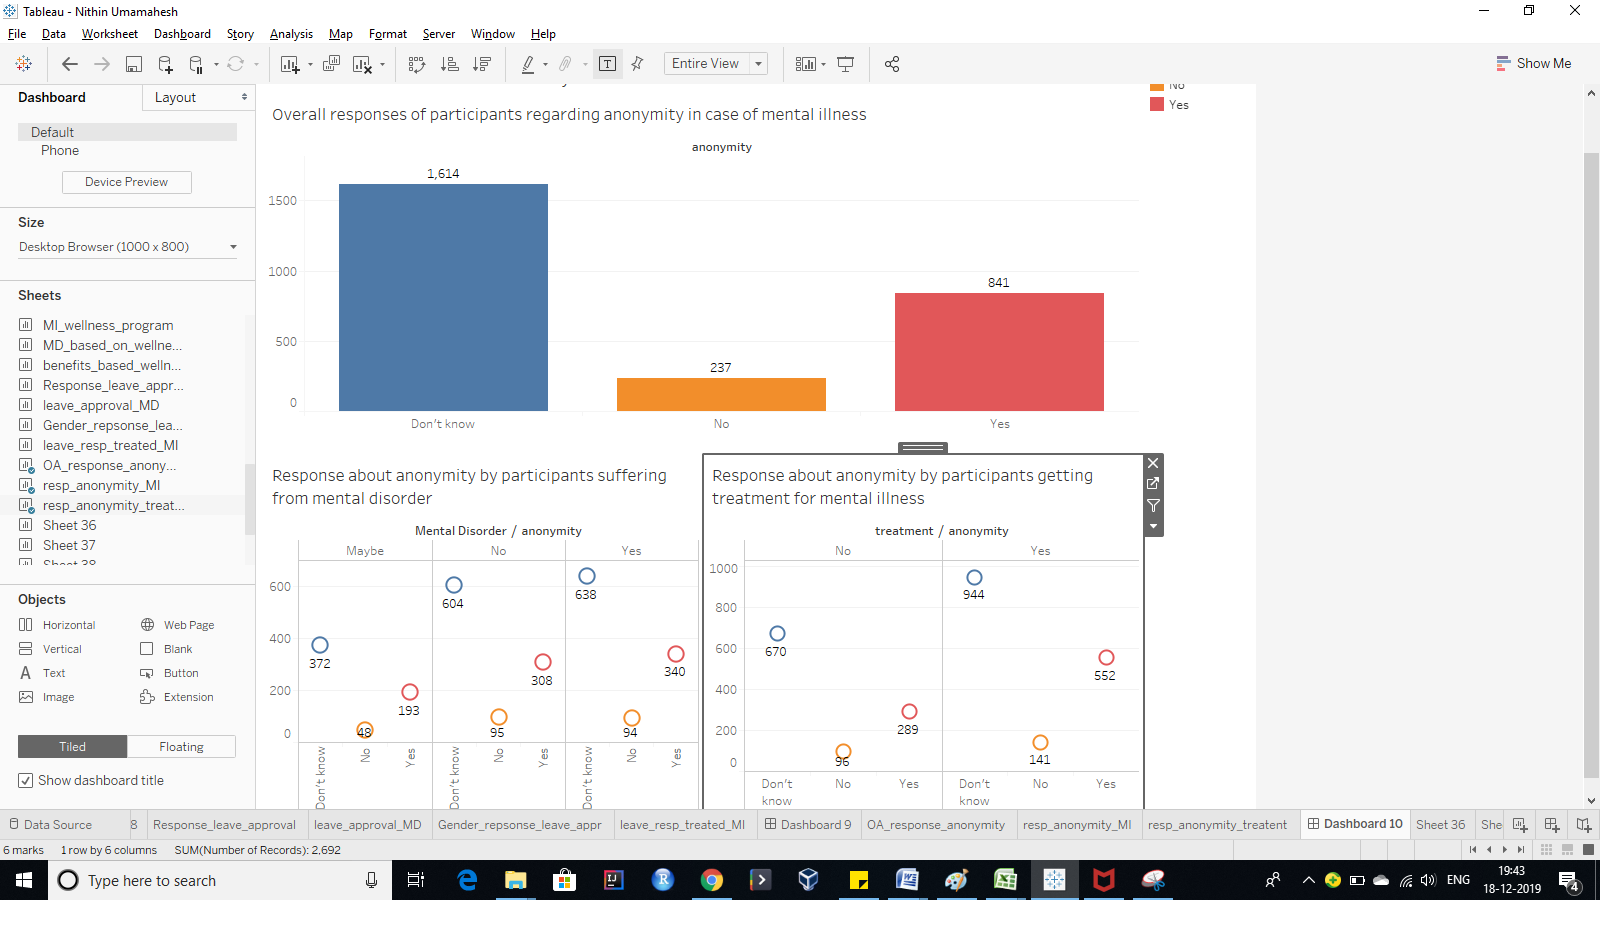 Tableau - Nithin Umamahesh
File Data Worksheet Dashboard Story Analysis Map Format Server Window Help
Entire View
Show Me
Dashboard Layout
Default
Phone
Device Preview
Size
Desktop Browser (1000 x 800)
Sheets
MI_wellness_program
MD_based_on_wellne...
benefits_based_welln...
Response_leave_appr...
leave_approval_MD
Gender_repsonse_lea...
leave_resp_treated_MI
OA_response_anony...
resp_anonymity_MI
resp_anonymity_treat...
Sheet 36
Sheet 37
Sheet 38
Objects
Horizontal Web Page
Vertical Blank
Text Button
Image Extension
Tiled Floating
Show dashboard title
No
Yes
Overall responses of participants regarding anonymity in case of mental illness
anonymity
1,614
1500
1000
841
500
237
0
Don't know No Yes
Response about anonymity by participants suffering
from mental disorder
Mental Disorder / anonymity
Maybe No Yes
600
604
638
400
372
308
340
200
193
48
95
94
0
Don't know No Yes Don't know No Yes Don't know No Yes
Response about anonymity by participants getting
treatment for mental illness
treatment / anonymity
No Yes
1000
944
800
670
600
552
400
289
200
96
141
0
Don't know No Yes Don't know No Yes
Data Source 8 Response_leave_approval leave_approval_MD Gender_repsonse_leave_appr leave_resp_treated_MI Dashboard 9 OA_response_anonymity resp_anonymity_MI resp_anonymity_treatent Dashboard 10 Sheet 36 She
6 marks 1 row by 6 columns SUM(Number of Records): 2,692
Type here to search
ENG
19:43
18-12-2019
4